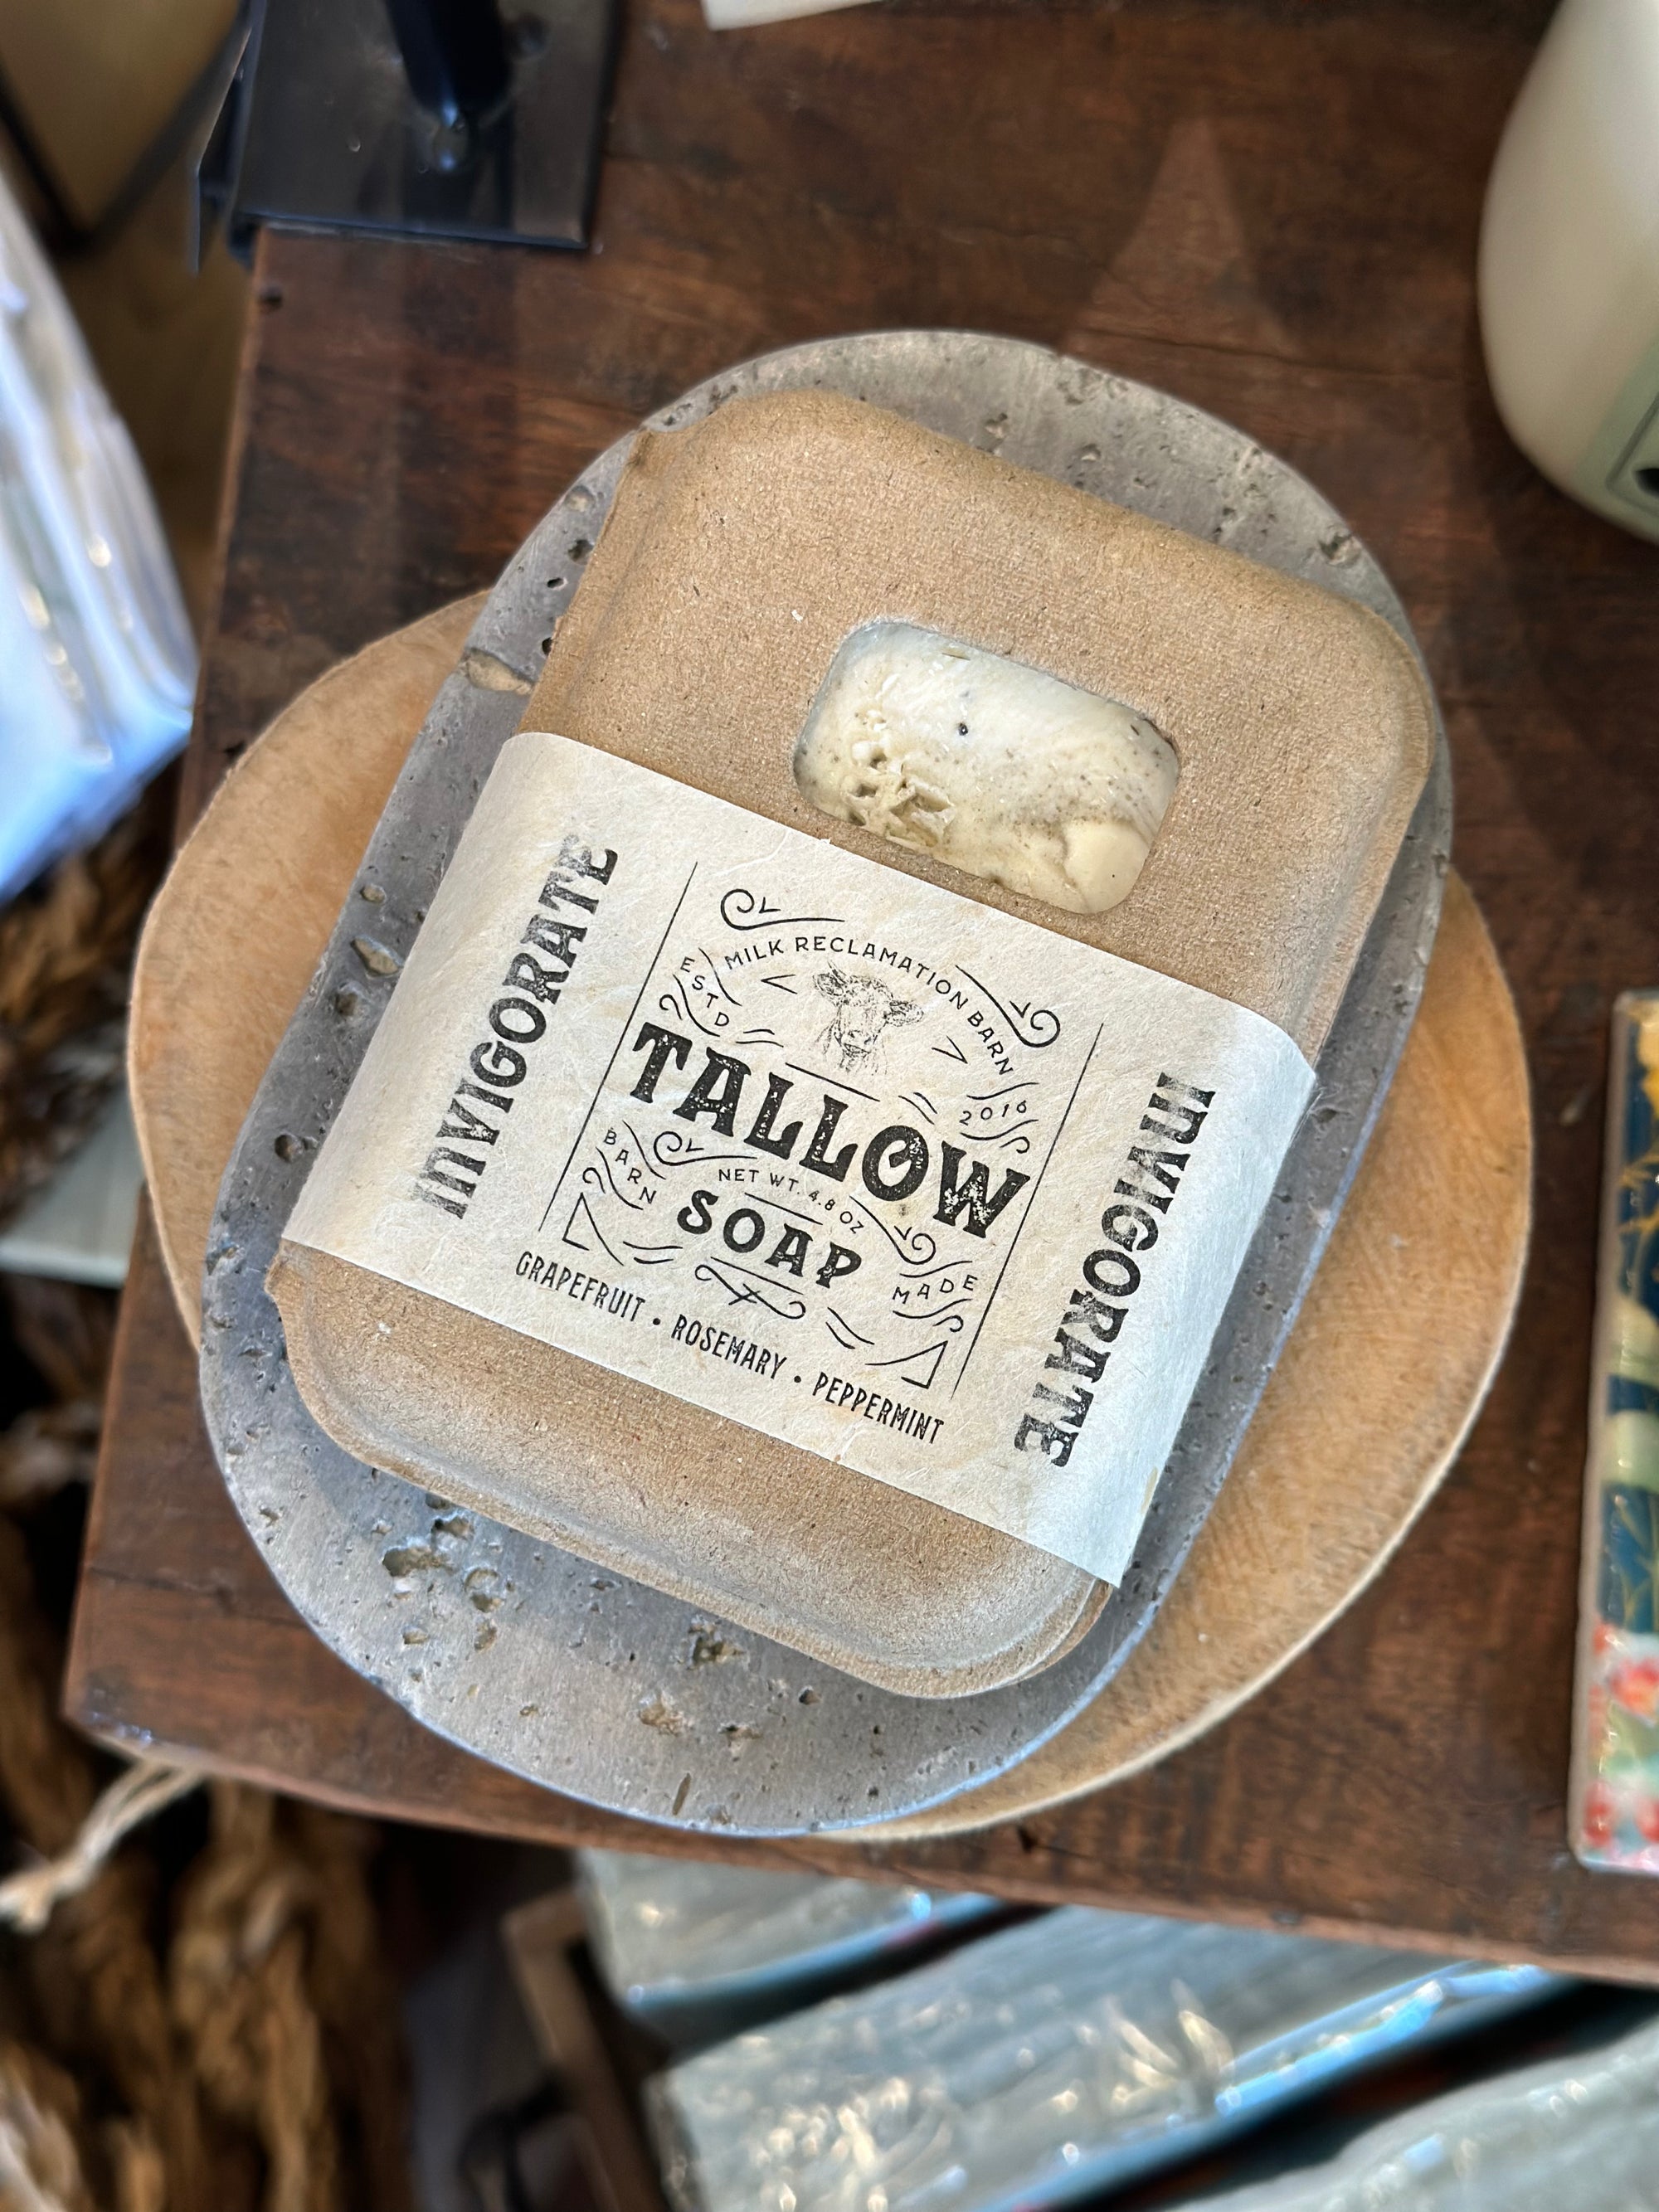 INVIGORATE
MILK RECLAMATION BARN
ESTD
2016
TALLOW
NET WT. 4.8 OZ
BARN
MADE
SOAP
GRAPEFRUIT • ROSEMARY • PEPPERMINT
INVIGORATE